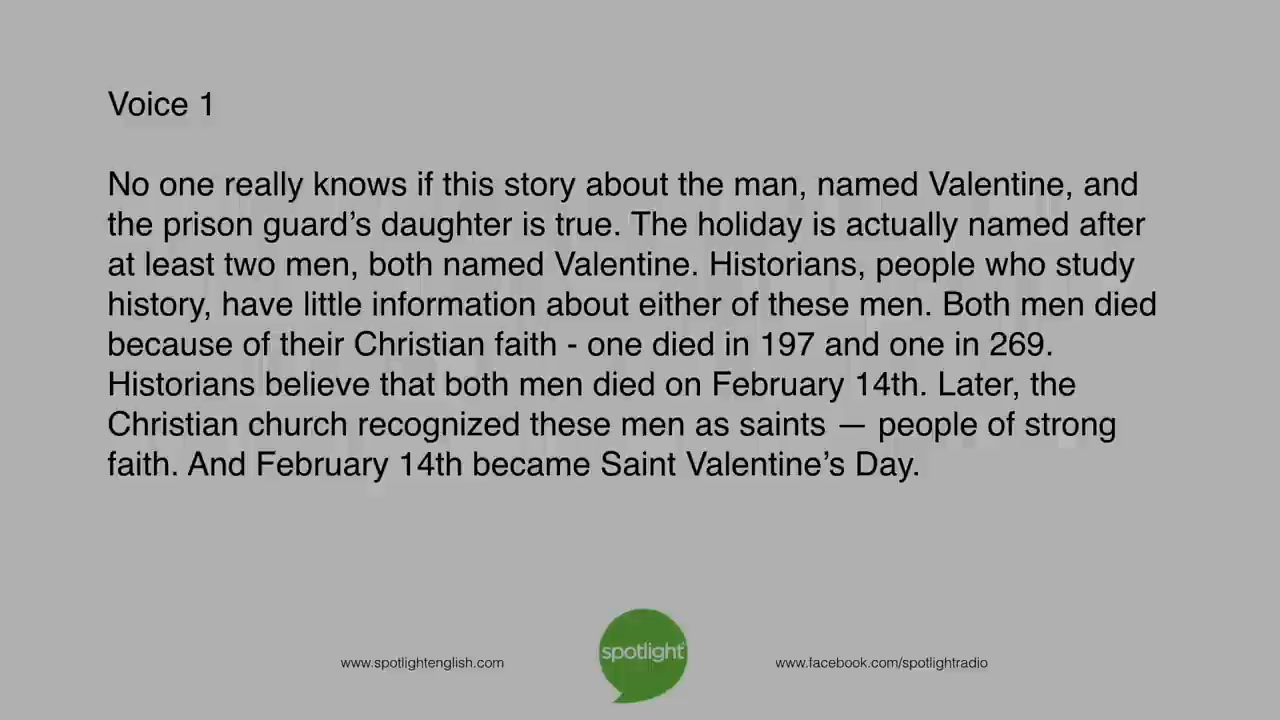 Voice 1
No one really knows if this story about the man, named Valentine, and
the prison guard’s daughter is true. The holiday is actually named after
at least two men, both named Valentine. Historians, people who study
history, have little information about either of these men. Both men died
because of their Christian faith - one died in 197 and one in 269.
Historians believe that both men died on February 14th. Later, the
Christian church recognized these men as saints — people of strong
faith. And February 14th became Saint Valentine’s Day.
www.spotlightenglish.com
spotlight
www.facebook.com/spotlightradio